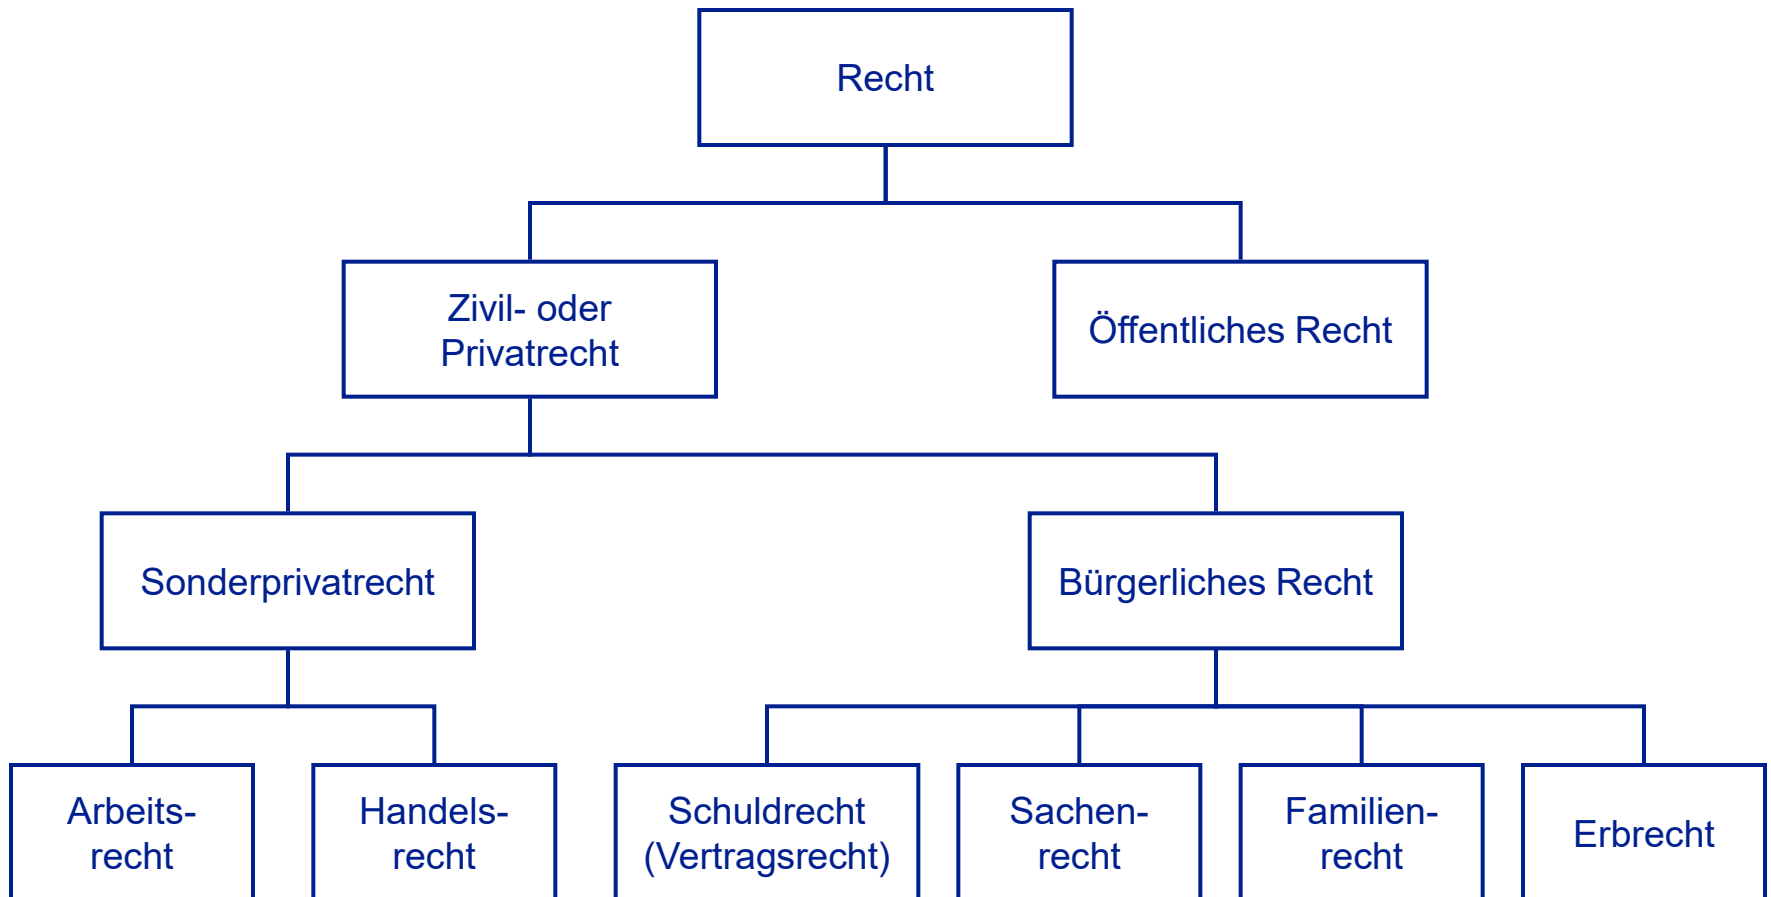 Recht
Zivil- oder
Privatrecht
Öffentliches Recht
Sonderprivatrecht
Bürgerliches Recht
Arbeits-
recht
Handels-
recht
Schuldrecht
(Vertragsrecht)
Sachen-
recht
Familien-
recht
Erbrecht